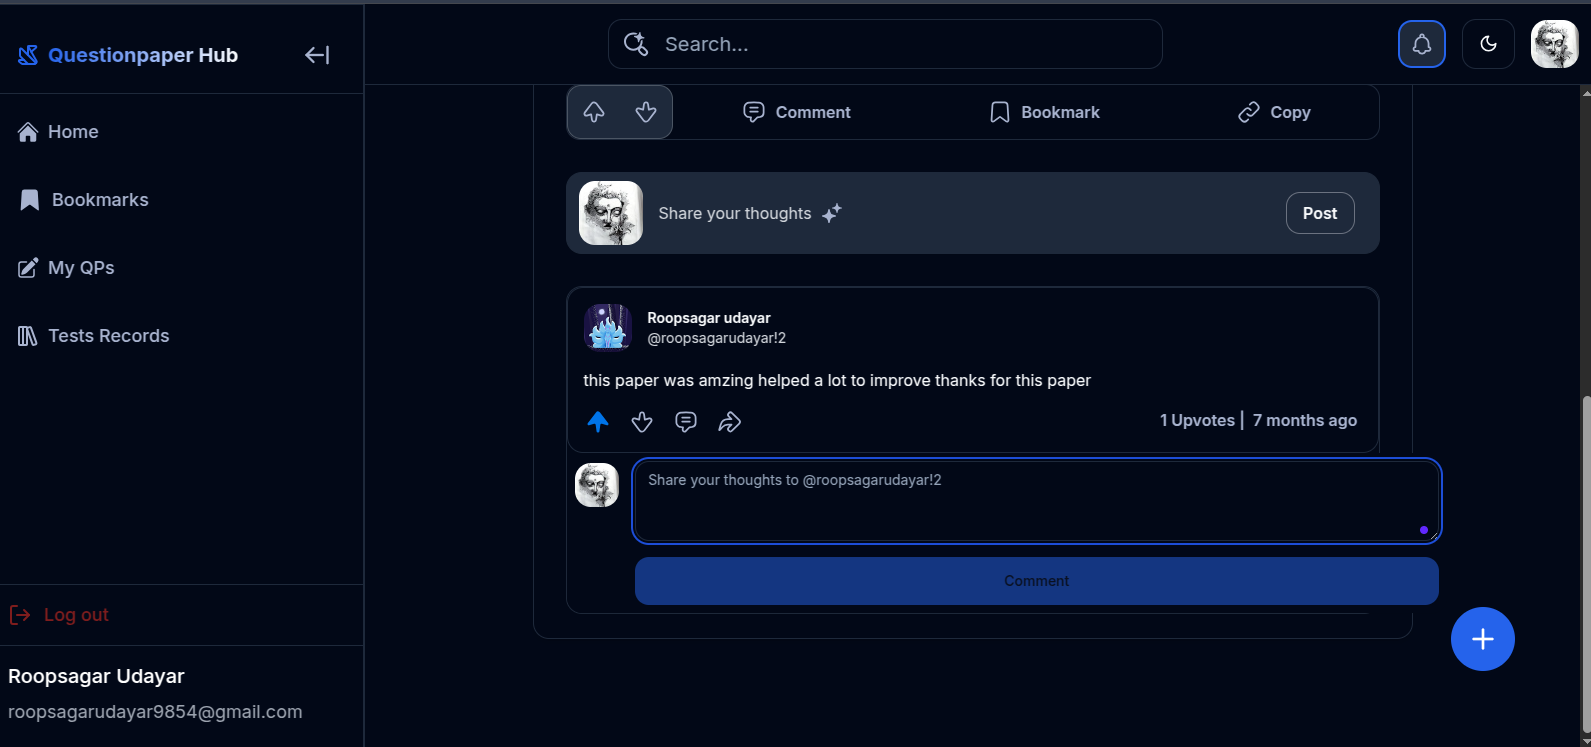 Questionpaper Hub
Search...
Home
Bookmarks
My QPs
Tests Records
Log out
Roopsagar Udayar
roopsagarudayar9854@gmail.com
Comment
Bookmark
Copy
Share your thoughts
Post
Roopsagar udayar
@roopsagarudayar!2
this paper was amzing helped a lot to improve thanks for this paper
1 Upvotes | 7 months ago
Share your thoughts to @roopsagarudayar!2
Comment